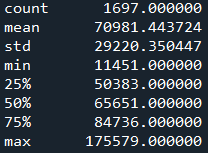 count 1697.000000
mean 70981.443724
std 29220.350447
min 11451.000000
25% 50383.000000
50% 65651.000000
75% 84736.000000
max 175579.000000